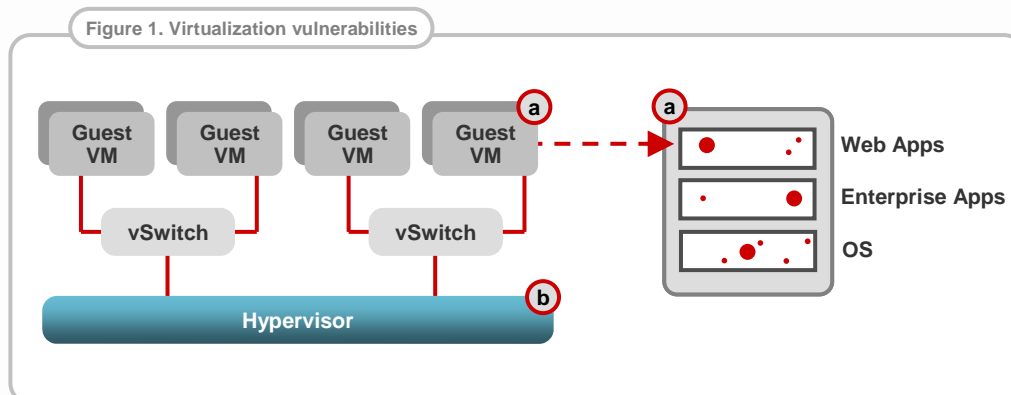 Figure 1. Virtualization vulnerabilities
a
a
Guest
VM
Guest
VM
Guest
VM
Guest
VM
Web Apps
Enterprise Apps
vSwitch
vSwitch
OS
b
Hypervisor